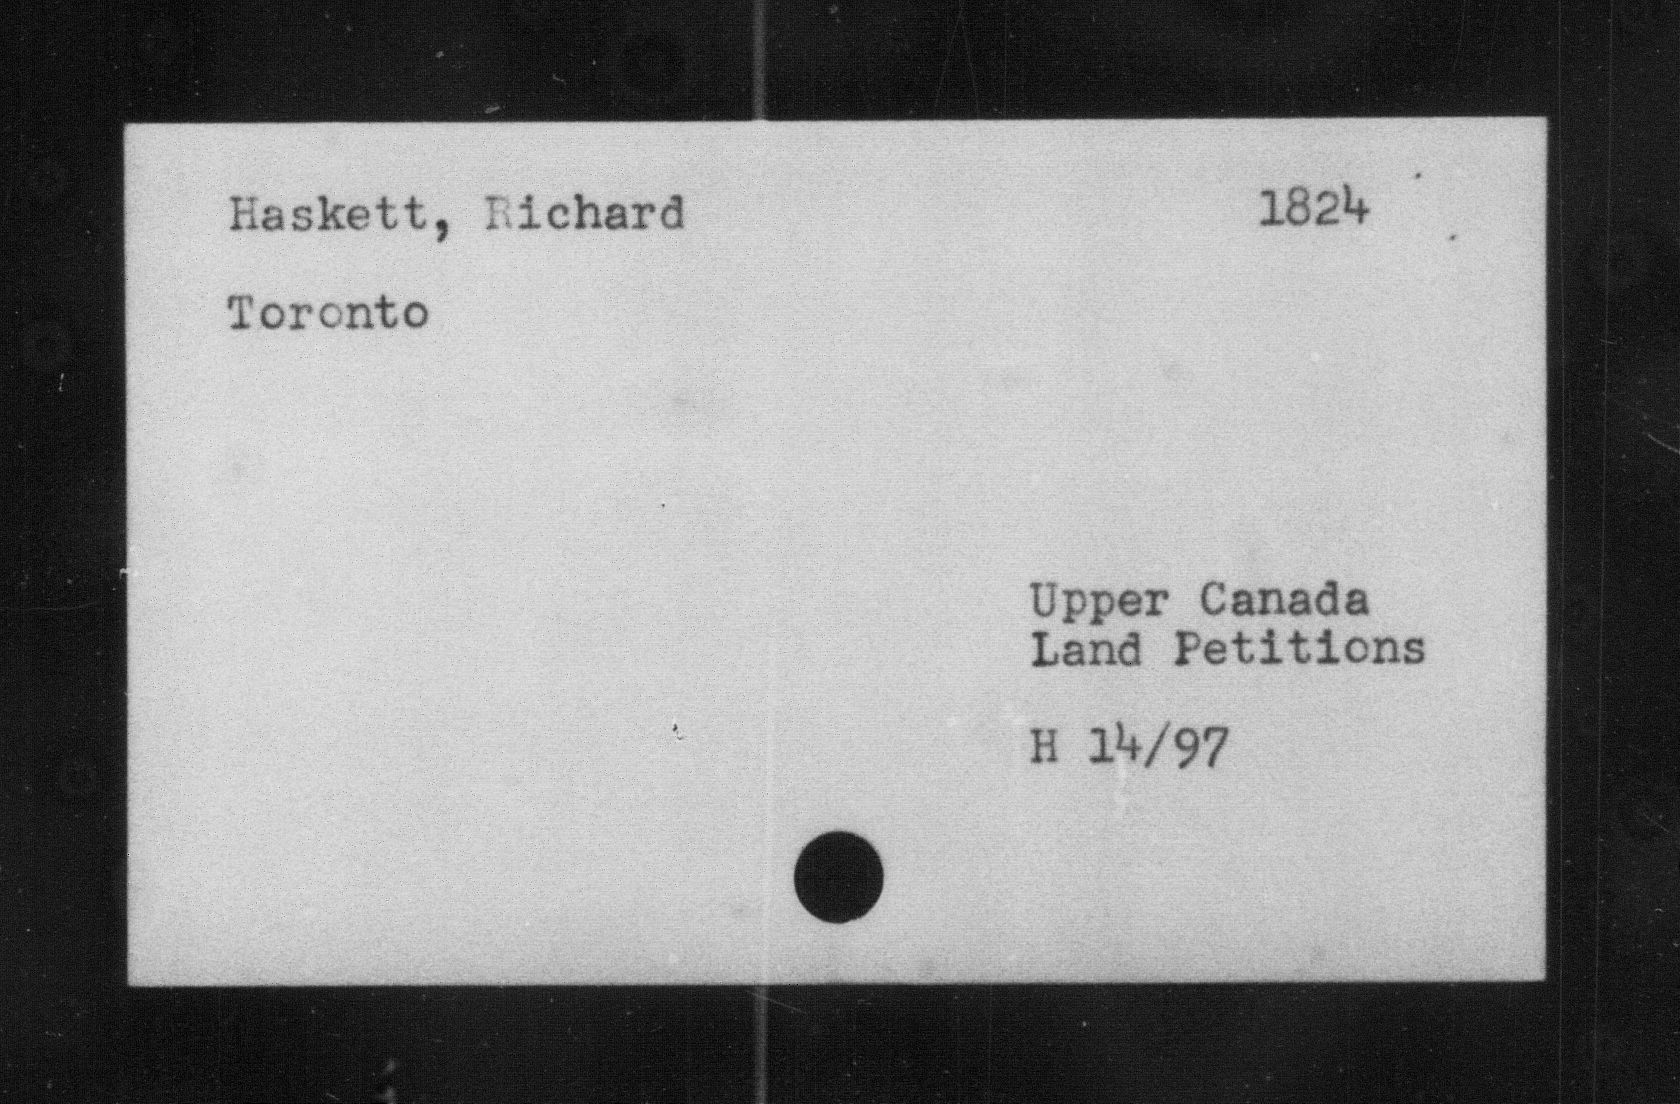 Haskett, Richard 1824
Toronto
Upper Canada
Land Petitions
H 14/97